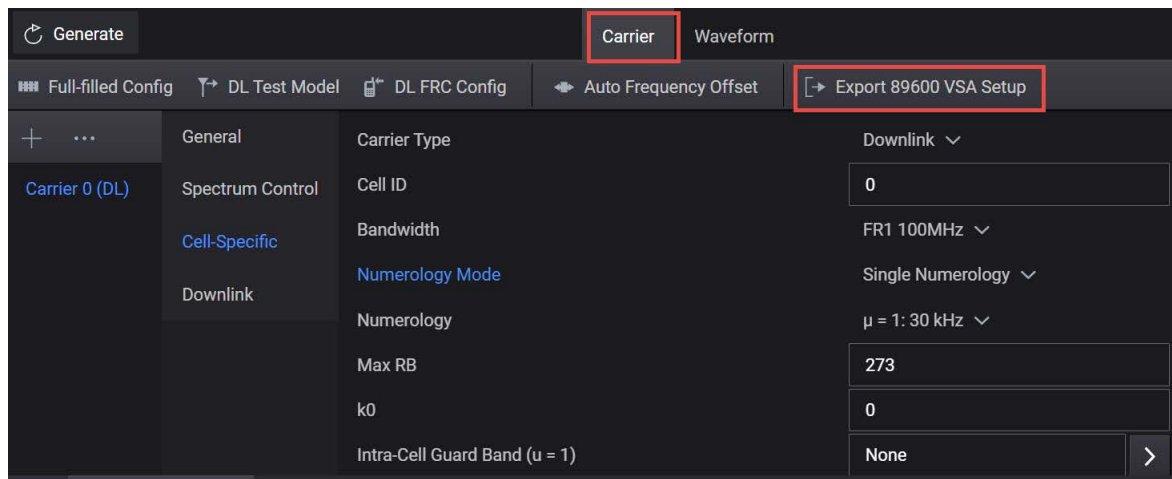 Generate
Carrier Waveform
Full-filled Config DL Test Model DL FRC Config Auto Frequency Offset Export 89600 VSA Setup
+ ... General Carrier Type Downlink
Carrier 0 (DL) Spectrum Control Cell ID 0
Cell-Specific Bandwidth FR1 100MHz
Numerology Mode Single Numerology
Downlink Numerology μ = 1: 30 kHz
Max RB 273
k0 0
Intra-Cell Guard Band (u = 1) None